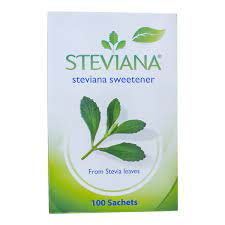 STEVIANA®
steviana sweetener
From Stevia leaves
100 Sachets